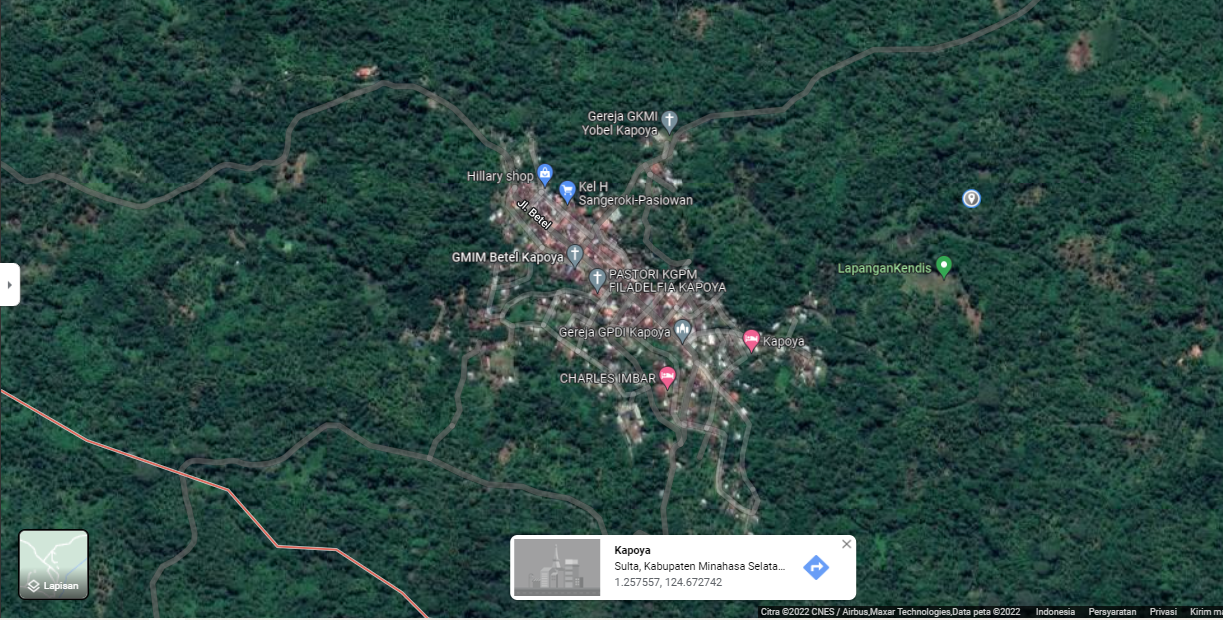 Gereja GKMI
Yobel Kapoya
Hillary shop
Kel H
Sangeroki-Pasiowan
Jl. Betel
GMIM Betel Kapoya
LapanganKendis
PASTORI KGPM
FILADELFIA KAPOYA
Gereja GPDI Kapoya
Kapoya
CHARLES IMBAR
Kapoya
Sulta, Kabupaten Minahasa Selata...
1.257557, 124.672742
Lapisan
Citra ©2022 CNES / Airbus,Maxar Technologies,Data peta ©2022 Indonesia Persyaratan Privasi Kirim ma